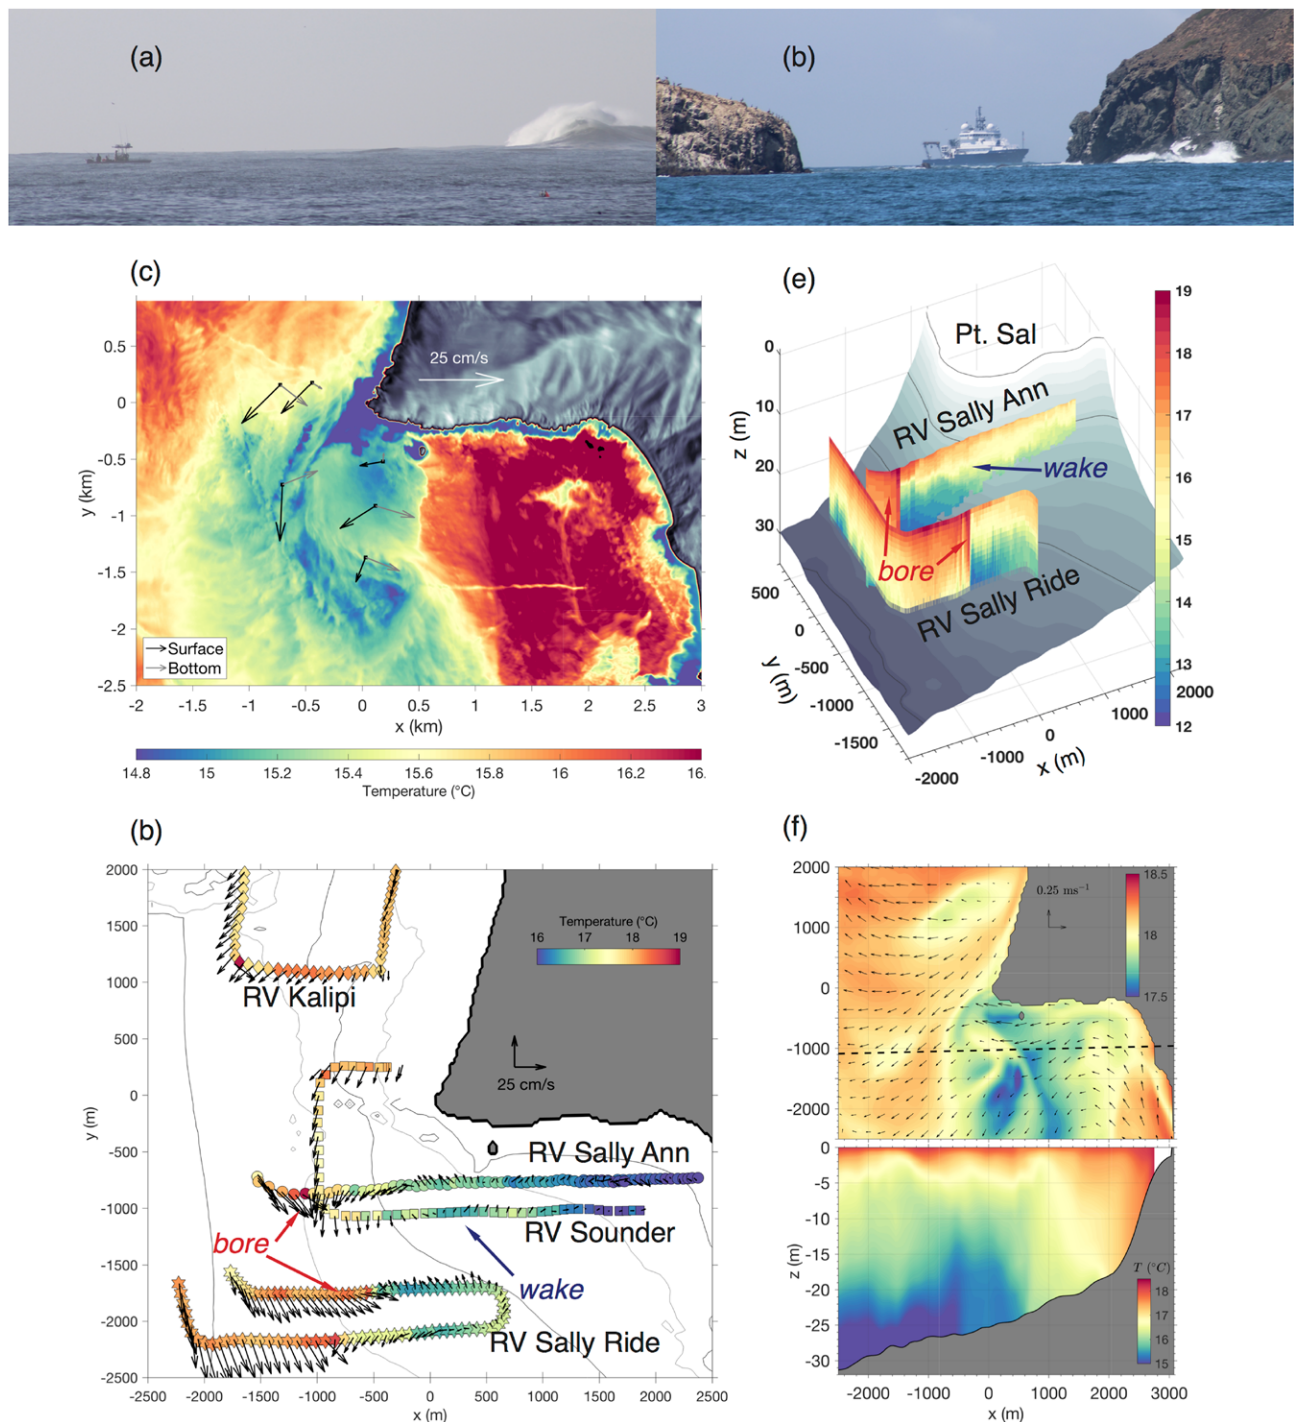 (a)
(b)
(c)
0.5
0
-0.5
-1
-1.5
-2
-2.5
y (km)
25 cm/s
Surface
Bottom
-2 -1.5 -1 -0.5 0 0.5 1 1.5 2 2.5 3
x (km)
14.8 15 15.2 15.4 15.6 15.8 16 16.2 16.
Temperature (°C)
(e)
Pt. Sal
RV Sally Ann
wake
bore
RV Sally Ride
0
10
20
30
z (m)
500
0
-500
-1000
-1500
y (m)
-2000 -1000 0 1000 2000
x (m)
19
18
17
16
15
14
13
12
(b)
2000
1500
1000
500
0
-500
-1000
-1500
-2000
-2500
y (m)
Temperature (°C)
16 17 18 19
RV Kalipi
25 cm/s
RV Sally Ann
RV Sounder
bore
wake
RV Sally Ride
-2500 -2000 -1500 -1000 -500 0 500 1000 1500 2000 2500
x (m)
(f)
2000
1000
0
-1000
-2000
0.25 ms⁻¹
18.5
18
17.5
0
-5
-10
-15
-20
-25
-30
z (m)
T (°C)
18
17
16
15
-2000 -1000 0 1000 2000 3000
x (m)